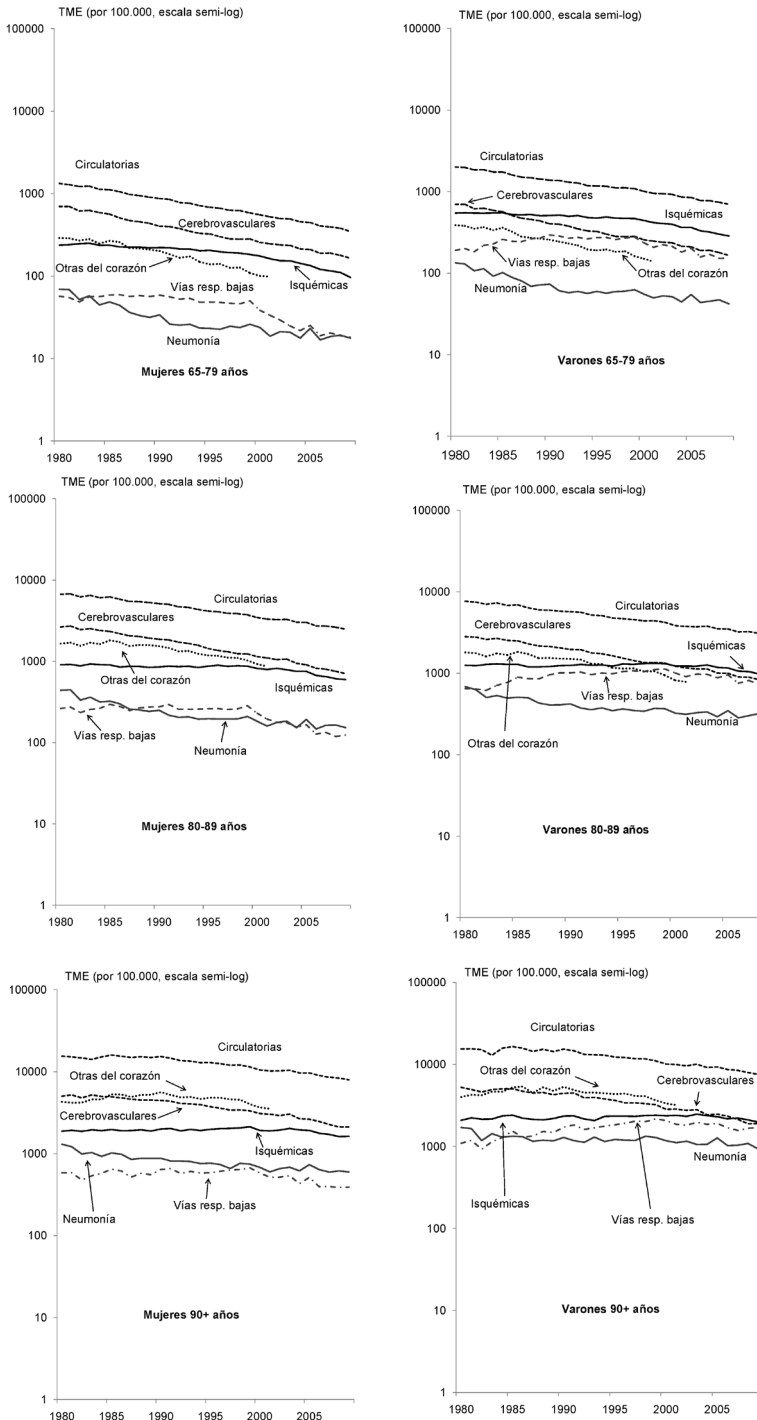 TME (por 100.000, escala semi-log)
100000
10000
1000
100
10
1
Circulatorias
Cerebrovasculares
Otras del corazón
Isquémicas
Vías resp. bajas
Neumonía
Mujeres 65-79 años
1980 1985 1990 1995 2000 2005
TME (por 100.000, escala semi-log)
100000
10000
1000
100
10
1
Circulatorias
Cerebrovasculares
Isquémicas
Vías resp. bajas
Otras del corazón
Neumonía
Varones 65-79 años
1980 1985 1990 1995 2000 2005
TME (por 100.000, escala semi-log)
100000
10000
1000
100
10
1
Circulatorias
Cerebrovasculares
Otras del corazón
Isquémicas
Vías resp. bajas
Neumonía
Mujeres 80-89 años
1980 1985 1990 1995 2000 2005
TME (por 100.000, escala semi-log)
100000
10000
1000
100
10
1
Circulatorias
Cerebrovasculares
Isquémicas
Vías resp. bajas
Neumonía
Otras del corazón
Varones 80-89 años
1980 1985 1990 1995 2000 2005
TME (por 100.000, escala semi-log)
100000
10000
1000
100
10
1
Circulatorias
Otras del corazón
Cerebrovasculares
Isquémicas
Vías resp. bajas
Neumonía
Mujeres 90+ años
1980 1985 1990 1995 2000 2005
TME (por 100.000, escala semi-log)
100000
10000
1000
100
10
1
Circulatorias
Otras del corazón
Cerebrovasculares
Neumonía
Isquémicas
Vías resp. bajas
Varones 90+ años
1980 1985 1990 1995 2000 2005